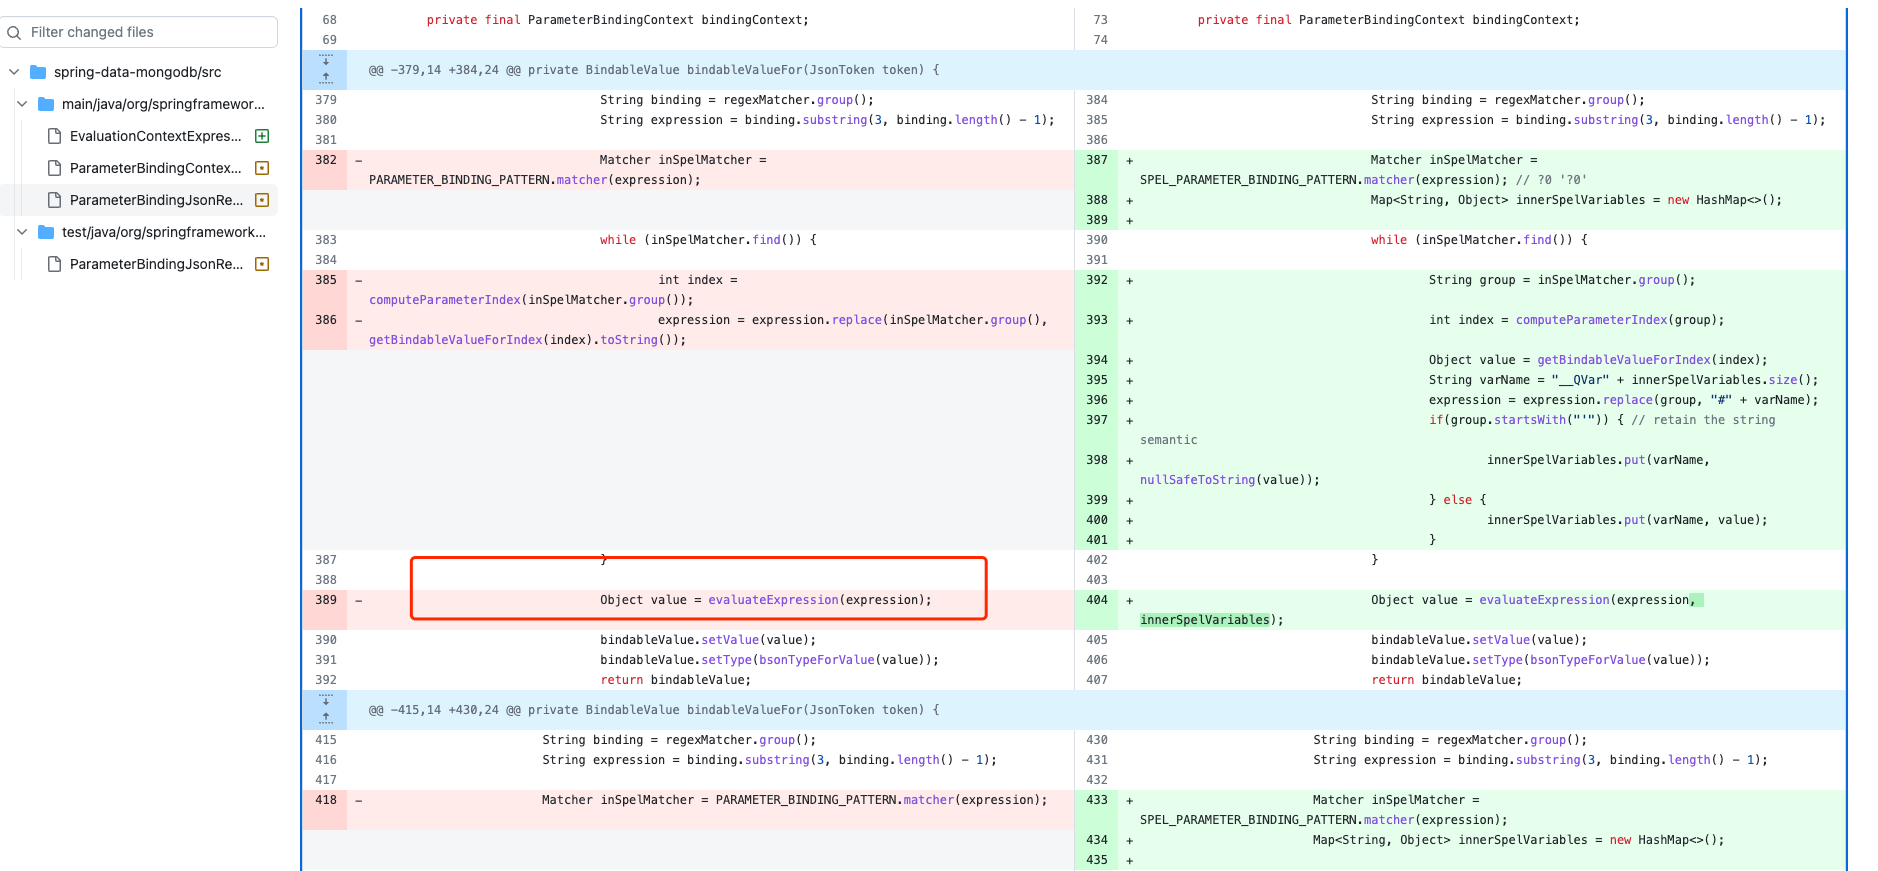 Filter changed files
spring-data-mongodb/src
main/java/org/springframewor...
EvaluationContextExpres...
ParameterBindingContex...
ParameterBindingJsonRe...
test/java/org/springframework...
ParameterBindingJsonRe...
68 private final ParameterBindingContext bindingContext;
69
@@ -379,14 +384,24 @@ private BindableValue bindableValueFor(JsonToken token) {
379 String binding = regexMatcher.group();
380 String expression = binding.substring(3, binding.length() - 1);
381
382 - Matcher inSpelMatcher =
PARAMETER_BINDING_PATTERN.matcher(expression);
383 while (inSpelMatcher.find()) {
384
385 - int index =
computeParameterIndex(inSpelMatcher.group());
386 - expression = expression.replace(inSpelMatcher.group(),
getBindableValueForIndex(index).toString());
387 }
388
389 - Object value = evaluateExpression(expression);
390 bindableValue.setValue(value);
391 bindableValue.setType(bsonTypeForValue(value));
392 return bindableValue;
@@ -415,14 +430,24 @@ private BindableValue bindableValueFor(JsonToken token) {
415 String binding = regexMatcher.group();
416 String expression = binding.substring(3, binding.length() - 1);
417
418 - Matcher inSpelMatcher = PARAMETER_BINDING_PATTERN.matcher(expression);
73 private final ParameterBindingContext bindingContext;
74
384 String binding = regexMatcher.group();
385 String expression = binding.substring(3, binding.length() - 1);
386
387 + Matcher inSpelMatcher =
SPEL_PARAMETER_BINDING_PATTERN.matcher(expression); // ?0 '?0'
388 + Map<String, Object> innerSpelVariables = new HashMap<>();
389 +
390 while (inSpelMatcher.find()) {
391
392 + String group = inSpelMatcher.group();
393 + int index = computeParameterIndex(group);
394 + Object value = getBindableValueForIndex(index);
395 + String varName = "__QVar" + innerSpelVariables.size();
396 + expression = expression.replace(group, "#" + varName);
397 + if(group.startsWith("'")) { // retain the string
semantic
398 + innerSpelVariables.put(varName,
nullSafeToString(value));
399 + } else {
400 + innerSpelVariables.put(varName, value);
401 + }
402 }
403
404 + Object value = evaluateExpression(expression,
innerSpelVariables);
405 bindableValue.setValue(value);
406 bindableValue.setType(bsonTypeForValue(value));
407 return bindableValue;
430 String binding = regexMatcher.group();
431 String expression = binding.substring(3, binding.length() - 1);
432
433 + Matcher inSpelMatcher =
SPEL_PARAMETER_BINDING_PATTERN.matcher(expression);
434 + Map<String, Object> innerSpelVariables = new HashMap<>();
435 +